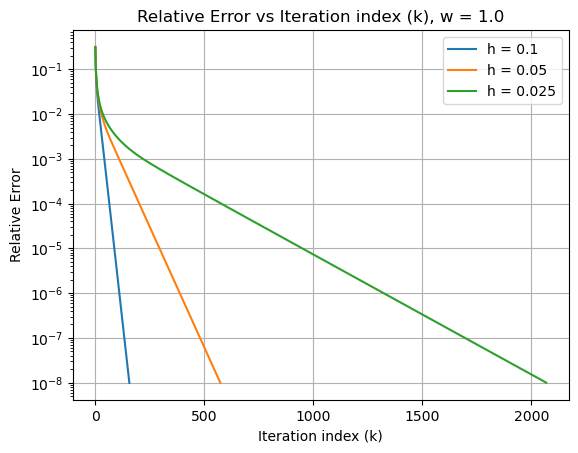 Relative Error vs Iteration index (k), w = 1.0
h = 0.1
h = 0.05
h = 0.025
Relative Error
10⁻¹
10⁻²
10⁻³
10⁻⁴
10⁻⁵
10⁻⁶
10⁻⁷
10⁻⁸
0 500 1000 1500 2000
Iteration index (k)